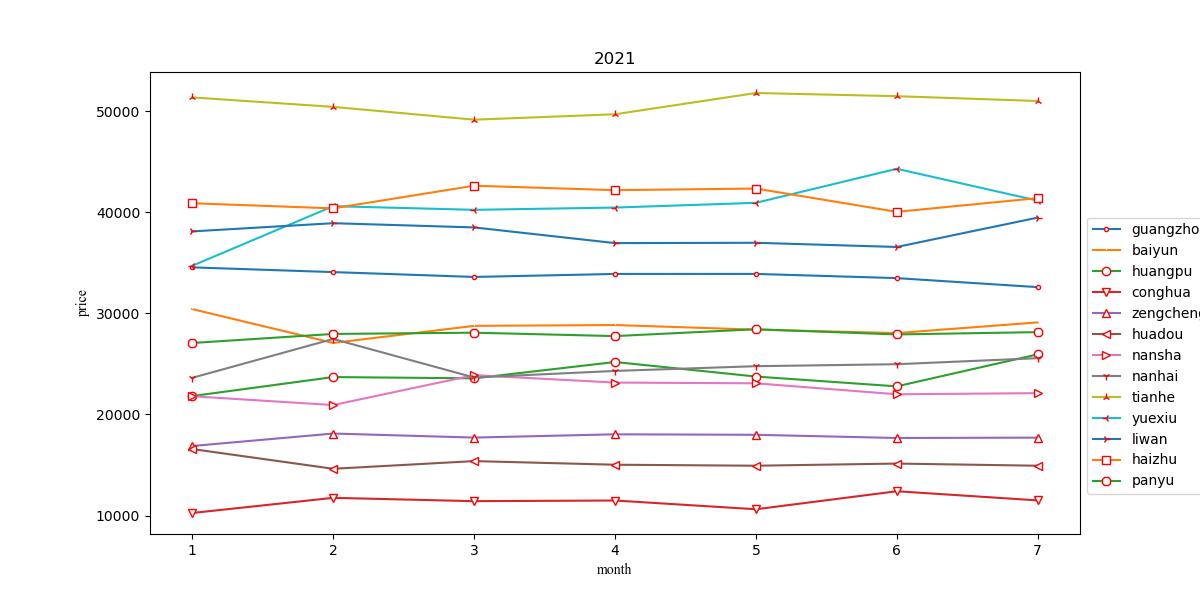 2021
50000
40000
30000
20000
10000
price
1 2 3 4 5 6 7
month
guangzho
baiyun
huangpu
conghua
zengchen
huadou
nansha
nanhai
tianhe
yuexiu
liwan
haizhu
panyu